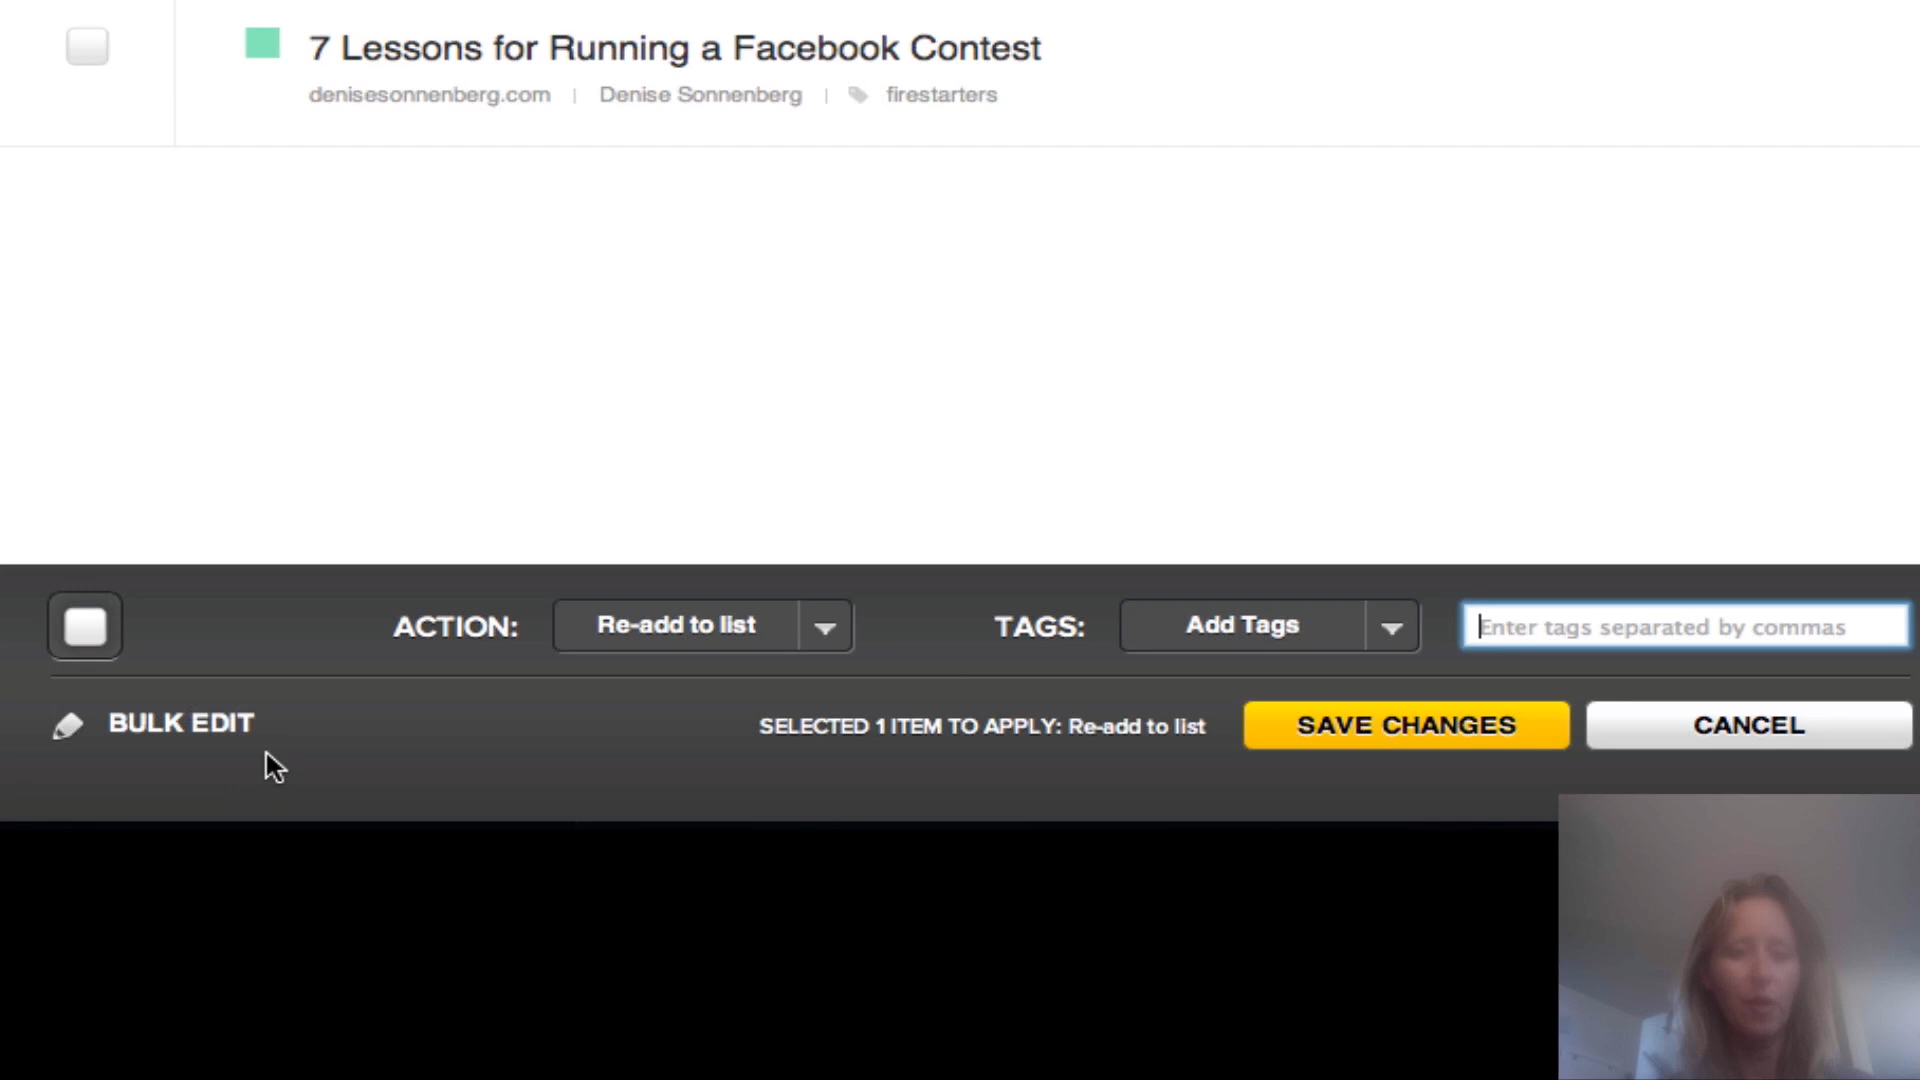 7 Lessons for Running a Facebook Contest
denisesonnenberg.com | Denise Sonnenberg | firestarters
ACTION: Re-add to list TAGS: Add Tags Enter tags separated by commas
BULK EDIT SELECTED 1 ITEM TO APPLY: Re-add to list SAVE CHANGES CANCEL